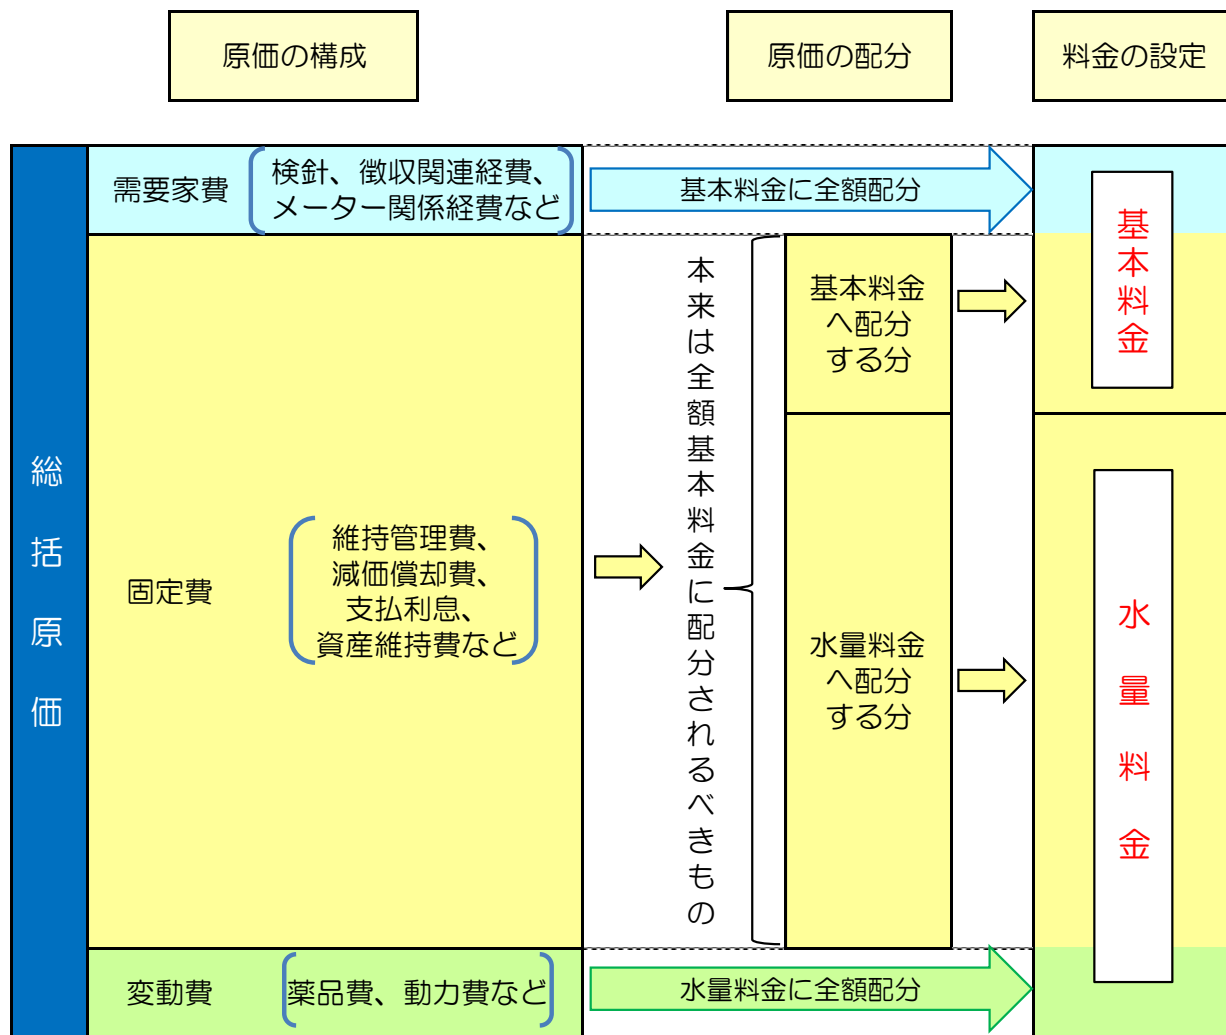 原価の構成
原価の配分
料金の設定
総括原価
需要家費
検針、徴収関連経費、
メーター関係経費など
基本料金に全額配分
基本料金
固定費
維持管理費、
減価償却費、
支払利息、
資産維持費など
本来は全額基本料金に配分されるべきもの
基本料金
へ配分
する分
水量料金
へ配分
する分
水量料金
変動費
薬品費、動力費など
水量料金に全額配分